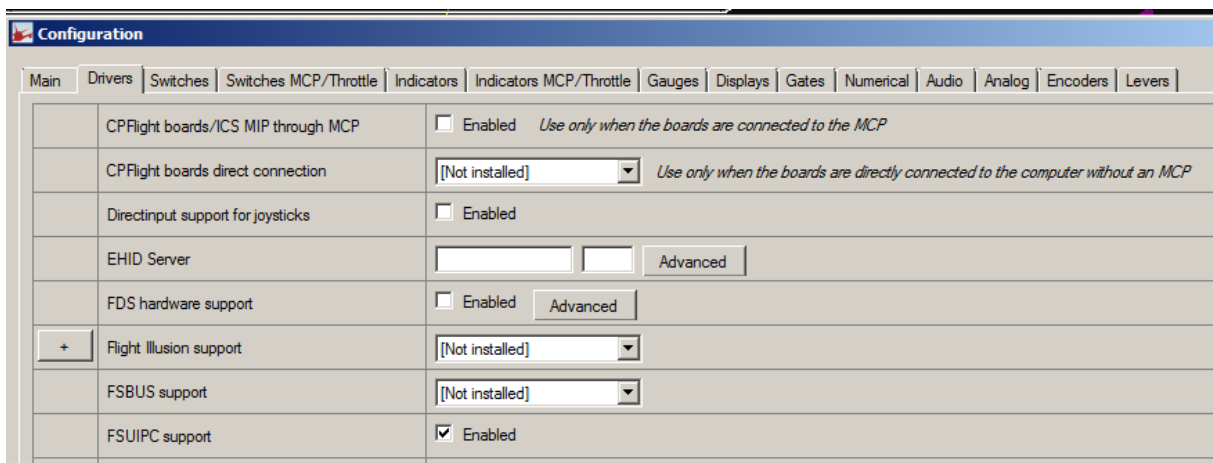 Configuration
Main Drivers Switches Switches MCP/Throttle Indicators Indicators MCP/Throttle Gauges Displays Gates Numerical Audio Analog Encoders Levers
CPFlight boards/ICS MIP through MCP Enabled Use only when the boards are connected to the MCP
CPFlight boards direct connection [Not installed] Use only when the boards are directly connected to the computer without an MCP
Directinput support for joysticks Enabled
EHID Server Advanced
FDS hardware support Enabled Advanced
+ Flight Illusion support [Not installed]
FSBUS support [Not installed]
FSUIPC support Enabled